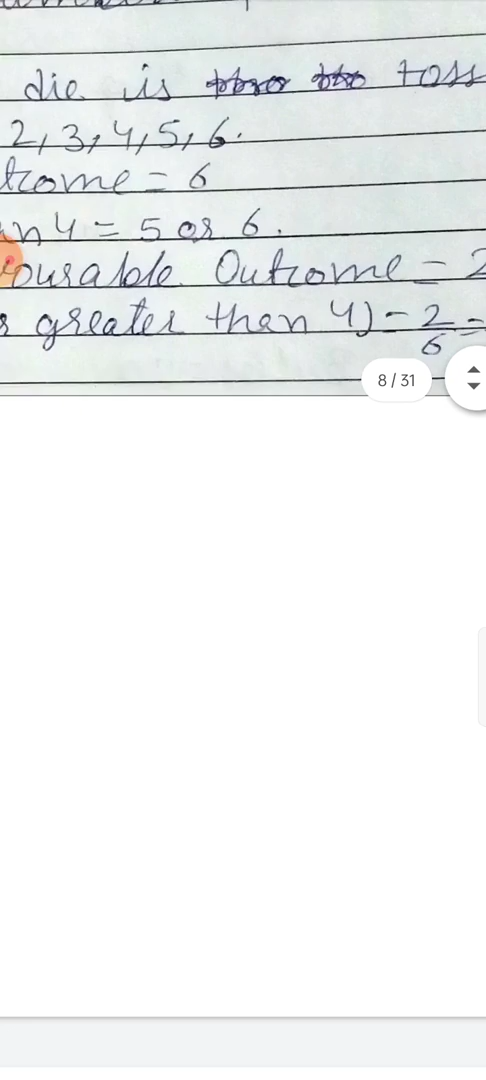 die is toss
2, 3, 4, 5, 6.
tcome = 6
n 4 = 5 or 6.
ourable Outcome = 2
greater then 4) = 2/6 =
8 / 31